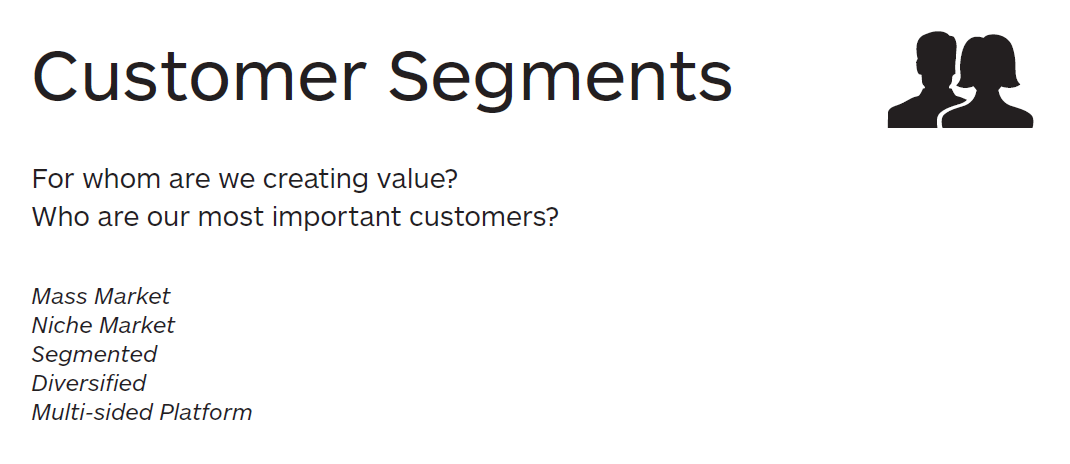 Customer Segments
For whom are we creating value?
Who are our most important customers?
Mass Market
Niche Market
Segmented
Diversified
Multi-sided Platform